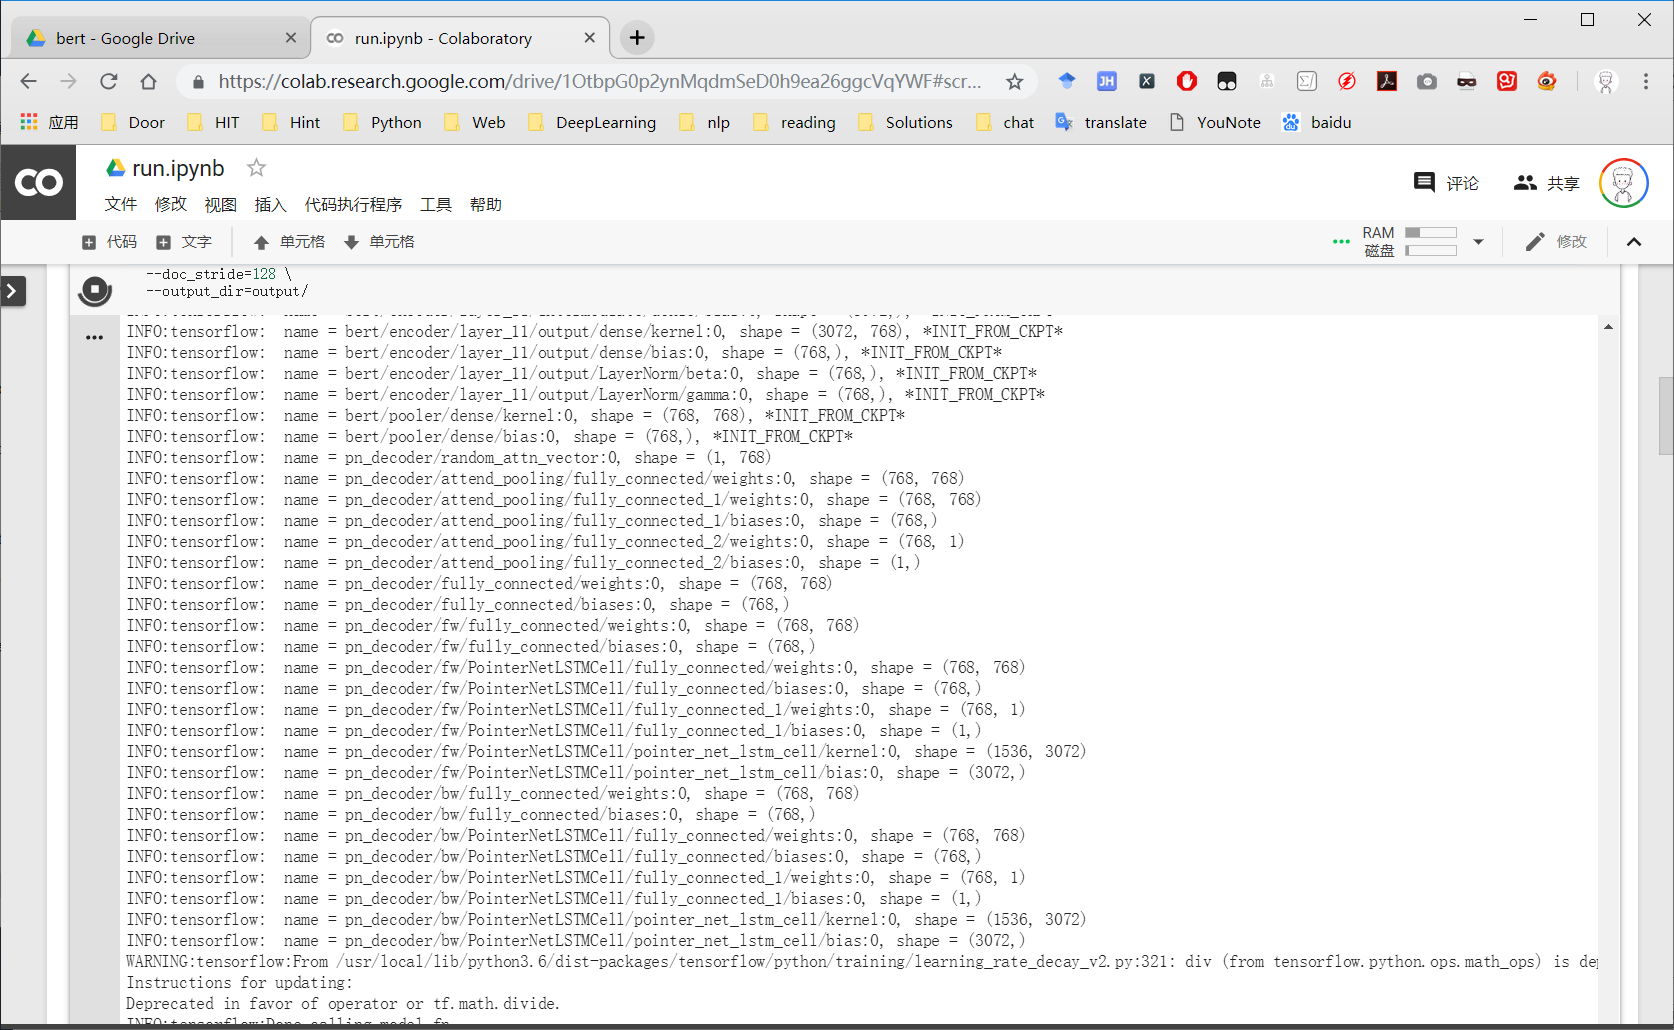 bert - Google Drive
run.ipynb - Colaboratory
https://colab.research.google.com/drive/1OtbpG0p2ynMqdmSeD0h9ea26ggcVqYWF#scr...
应用 Door HIT Hint Python Web DeepLearning nlp reading Solutions chat translate YouNote baidu
run.ipynb
评论 共享
文件 修改 视图 插入 代码执行程序 工具 帮助
代码 文字 单元格 单元格 RAM 磁盘 修改
--doc_stride=128 \
--output_dir=output/
INFO:tensorflow:  name = bert/encoder/layer_11/output/dense/kernel:0, shape = (3072, 768), *INIT_FROM_CKPT*
INFO:tensorflow:  name = bert/encoder/layer_11/output/dense/bias:0, shape = (768,), *INIT_FROM_CKPT*
INFO:tensorflow:  name = bert/encoder/layer_11/output/LayerNorm/beta:0, shape = (768,), *INIT_FROM_CKPT*
INFO:tensorflow:  name = bert/encoder/layer_11/output/LayerNorm/gamma:0, shape = (768,), *INIT_FROM_CKPT*
INFO:tensorflow:  name = bert/pooler/dense/kernel:0, shape = (768, 768), *INIT_FROM_CKPT*
INFO:tensorflow:  name = bert/pooler/dense/bias:0, shape = (768,), *INIT_FROM_CKPT*
INFO:tensorflow:  name = pn_decoder/random_attn_vector:0, shape = (1, 768)
INFO:tensorflow:  name = pn_decoder/attend_pooling/fully_connected/weights:0, shape = (768, 768)
INFO:tensorflow:  name = pn_decoder/attend_pooling/fully_connected_1/weights:0, shape = (768, 768)
INFO:tensorflow:  name = pn_decoder/attend_pooling/fully_connected_1/biases:0, shape = (768,)
INFO:tensorflow:  name = pn_decoder/attend_pooling/fully_connected_2/weights:0, shape = (768, 1)
INFO:tensorflow:  name = pn_decoder/attend_pooling/fully_connected_2/biases:0, shape = (1,)
INFO:tensorflow:  name = pn_decoder/fully_connected/weights:0, shape = (768, 768)
INFO:tensorflow:  name = pn_decoder/fully_connected/biases:0, shape = (768,)
INFO:tensorflow:  name = pn_decoder/fw/fully_connected/weights:0, shape = (768, 768)
INFO:tensorflow:  name = pn_decoder/fw/fully_connected/biases:0, shape = (768,)
INFO:tensorflow:  name = pn_decoder/fw/PointerNetLSTMCell/fully_connected/weights:0, shape = (768, 768)
INFO:tensorflow:  name = pn_decoder/fw/PointerNetLSTMCell/fully_connected/biases:0, shape = (768,)
INFO:tensorflow:  name = pn_decoder/fw/PointerNetLSTMCell/fully_connected_1/weights:0, shape = (768, 1)
INFO:tensorflow:  name = pn_decoder/fw/PointerNetLSTMCell/fully_connected_1/biases:0, shape = (1,)
INFO:tensorflow:  name = pn_decoder/fw/PointerNetLSTMCell/pointer_net_lstm_cell/kernel:0, shape = (1536, 3072)
INFO:tensorflow:  name = pn_decoder/fw/PointerNetLSTMCell/pointer_net_lstm_cell/bias:0, shape = (3072,)
INFO:tensorflow:  name = pn_decoder/bw/fully_connected/weights:0, shape = (768, 768)
INFO:tensorflow:  name = pn_decoder/bw/fully_connected/biases:0, shape = (768,)
INFO:tensorflow:  name = pn_decoder/bw/PointerNetLSTMCell/fully_connected/weights:0, shape = (768, 768)
INFO:tensorflow:  name = pn_decoder/bw/PointerNetLSTMCell/fully_connected/biases:0, shape = (768,)
INFO:tensorflow:  name = pn_decoder/bw/PointerNetLSTMCell/fully_connected_1/weights:0, shape = (768, 1)
INFO:tensorflow:  name = pn_decoder/bw/PointerNetLSTMCell/fully_connected_1/biases:0, shape = (1,)
INFO:tensorflow:  name = pn_decoder/bw/PointerNetLSTMCell/pointer_net_lstm_cell/kernel:0, shape = (1536, 3072)
INFO:tensorflow:  name = pn_decoder/bw/PointerNetLSTMCell/pointer_net_lstm_cell/bias:0, shape = (3072,)
WARNING:tensorflow:From /usr/local/lib/python3.6/dist-packages/tensorflow/python/training/learning_rate_decay_v2.py:321: div (from tensorflow.python.ops.math_ops) is
Instructions for updating:
Deprecated in favor of operator or tf.math.divide.
INFO:tensorflow:Done calling model_fn.